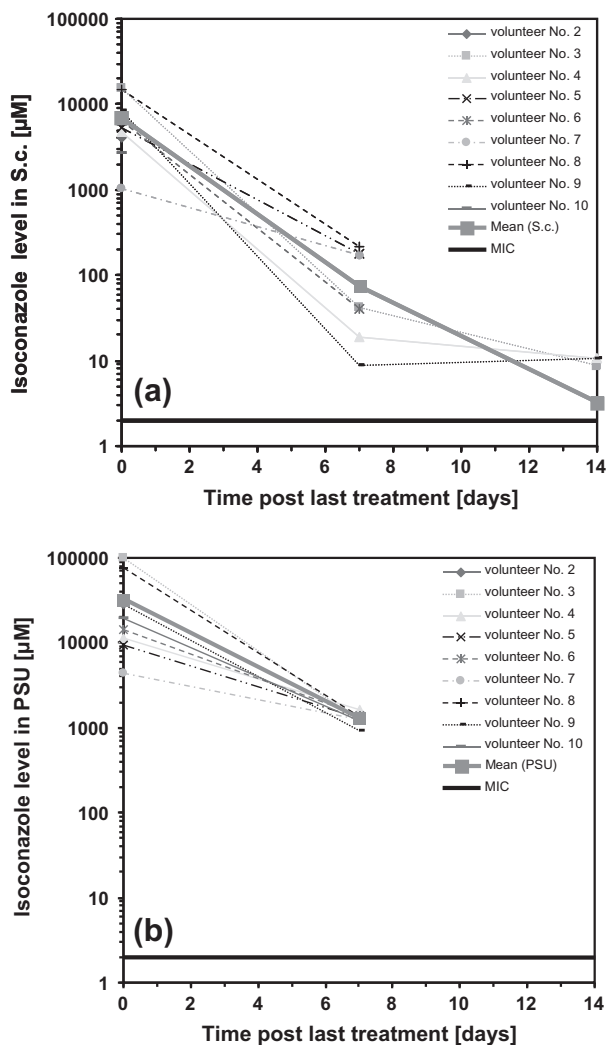 100000
10000
1000
100
10
1
Isoconazole level in S.c. [µM]
(a)
volunteer No. 2
volunteer No. 3
volunteer No. 4
volunteer No. 5
volunteer No. 6
volunteer No. 7
volunteer No. 8
volunteer No. 9
volunteer No. 10
Mean (S.c.)
MIC
0 2 4 6 8 10 12 14
Time post last treatment [days]
100000
10000
1000
100
10
1
Isoconazole level in PSU [µM]
(b)
volunteer No. 2
volunteer No. 3
volunteer No. 4
volunteer No. 5
volunteer No. 6
volunteer No. 7
volunteer No. 8
volunteer No. 9
volunteer No. 10
Mean (PSU)
MIC
0 2 4 6 8 10 12 14
Time post last treatment [days]